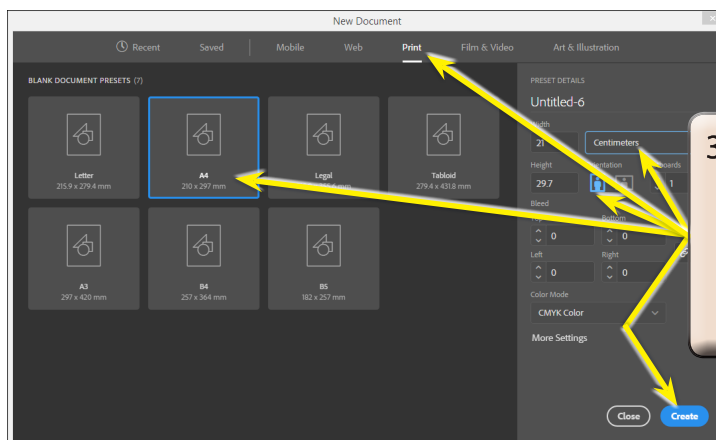 New Document
Recent Saved Mobile Web Print Film & Video Art & Illustration
BLANK DOCUMENT PRESETS (7)
PRESET DETAILS
Untitled-6
Width
21 Centimeters
Height
29.7 1
Bleed
Bottom
0 0
Left Right
0 0
Color Mode
CMYK Color
More Settings
Close Create
Letter
215.9 x 279.4 mm
A4
210 x 297 mm
Legal
Tabloid
279.4 x 431.8 mm
A3
297 x 420 mm
B4
257 x 364 mm
B5
182 x 257 mm
3